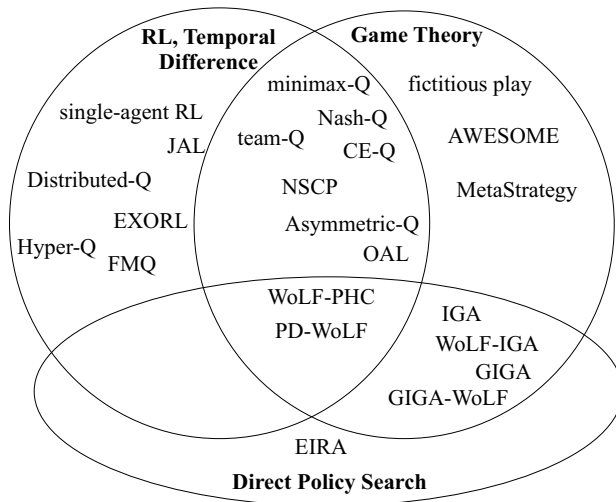 RL, Temporal
Difference
Game Theory
minimax-Q
fictitious play
single-agent RL
Nash-Q
team-Q
AWESOME
JAL
CE-Q
Distributed-Q
NSCP
MetaStrategy
EXORL
Asymmetric-Q
Hyper-Q
OAL
FMQ
WoLF-PHC
IGA
PD-WoLF
WoLF-IGA
GIGA
GIGA-WoLF
EIRA
Direct Policy Search